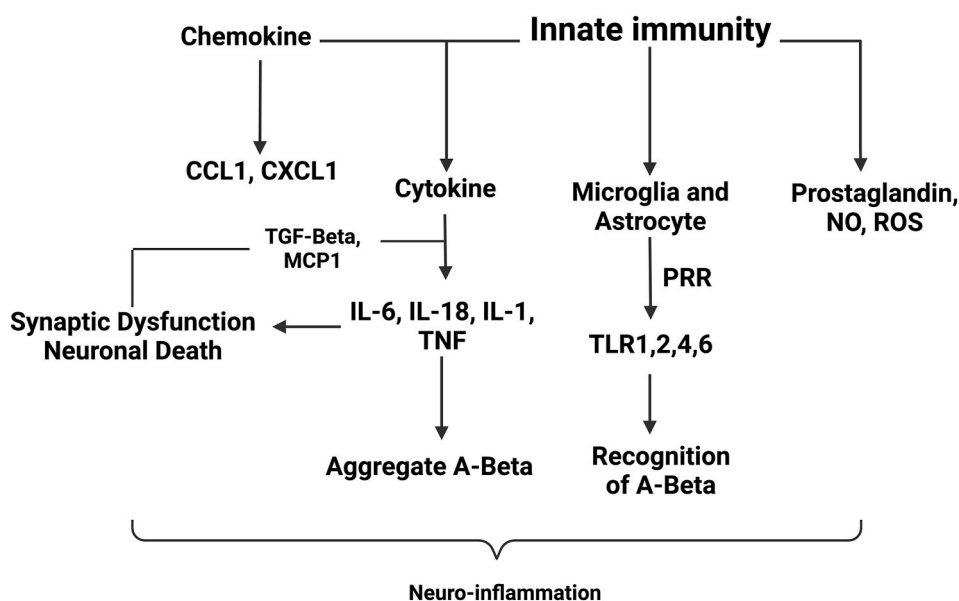 Chemokine
Innate immunity
CCL1, CXCL1
Cytokine
Microglia and
Astrocyte
Prostaglandin,
NO, ROS
TGF-Beta,
MCP1
PRR
Synaptic Dysfunction
Neuronal Death
IL-6, IL-18, IL-1,
TNF
TLR1,2,4,6
Aggregate A-Beta
Recognition
of A-Beta
Neuro-inflammation